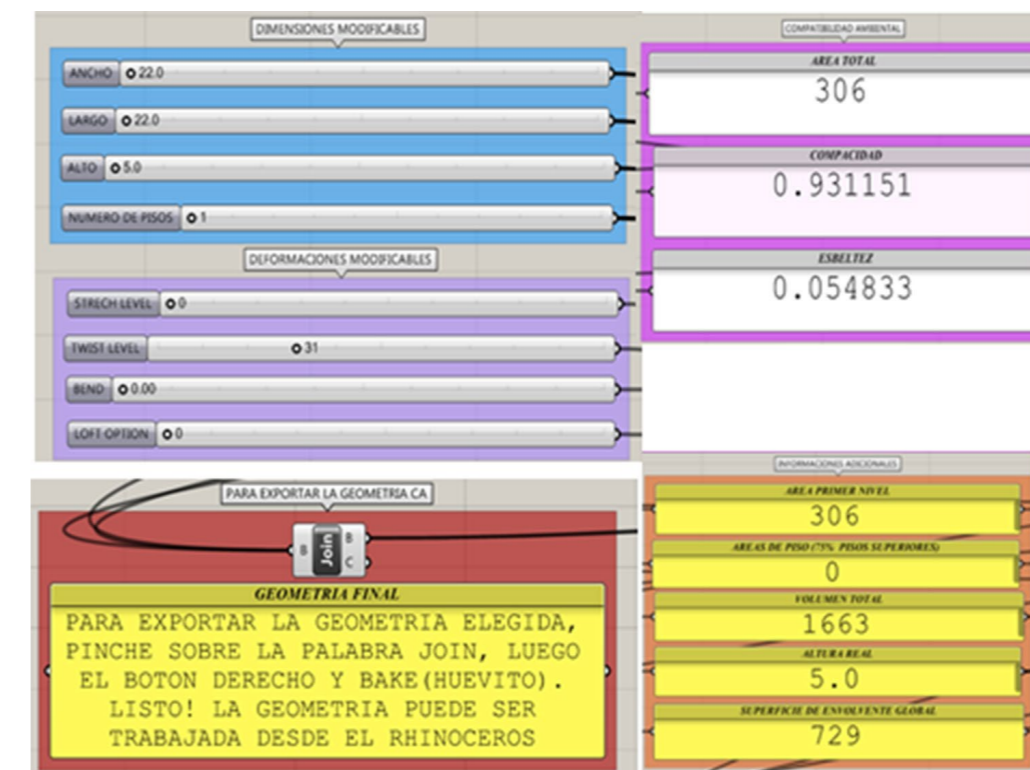 DIMENSIONES MODIFICABLES
ANCHO 22.0
LARGO 22.0
ALTO 5.0
NUMERO DE PISOS 1
DEFORMACIONES MODIFICABLES
STRECH LEVEL 0
TWIST LEVEL 31
BEND 0.00
LOFT OPTION 0
COMPATIBILIDAD AMBIENTAL
AREA TOTAL
306
COMPACIDAD
0.931151
ESBELTEZ
0.054833
PARA EXPORTAR LA GEOMETRIA CA
B Join B
C
GEOMETRIA FINAL
PARA EXPORTAR LA GEOMETRIA ELEGIDA,
PINCHE SOBRE LA PALABRA JOIN, LUEGO
EL BOTON DERECHO Y BAKE(HUEVITO).
LISTO! LA GEOMETRIA PUEDE SER
TRABAJADA DESDE EL RHINOCEROS
INFORMACIONES ADICIONALES
AREA PRIMER NIVEL
306
AREAS DE PISO (75% PISOS SUPERIORES)
0
VOLUMEN TOTAL
1663
ALTURA REAL
5.0
SUPERFICIE DE ENVOLVENTE GLOBAL
729